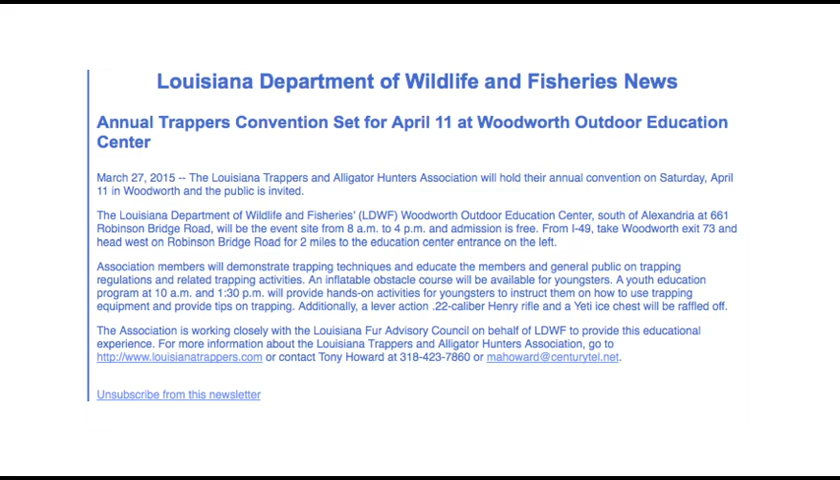 Louisiana Department of Wildlife and Fisheries News
Annual Trappers Convention Set for April 11 at Woodworth Outdoor Education
Center
March 27, 2015 -- The Louisiana Trappers and Alligator Hunters Association will hold their annual convention on Saturday, April
11 in Woodworth and the public is invited.
The Louisiana Department of Wildlife and Fisheries' (LDWF) Woodworth Outdoor Education Center, south of Alexandria at 661
Robinson Bridge Road, will be the event site from 8 a.m. to 4 p.m. and admission is free. From I-49, take Woodworth exit 73 and
head west on Robinson Bridge Road for 2 miles to the education center entrance on the left.
Association members will demonstrate trapping techniques and educate the members and general public on trapping
regulations and related trapping activities. An inflatable obstacle course will be available for youngsters. A youth education
program at 10 a.m. and 1:30 p.m. will provide hands-on activities for youngsters to instruct them on how to use trapping
equipment and provide tips on trapping. Additionally, a lever action .22-caliber Henry rifle and a Yeti ice chest will be raffled off.
The Association is working closely with the Louisiana Fur Advisory Council on behalf of LDWF to provide this educational
experience. For more information about the Louisiana Trappers and Alligator Hunters Association, go to
http://www.louisianatrappers.com or contact Tony Howard at 318-423-7860 or mahoward@centurytel.net.
Unsubscribe from this newsletter